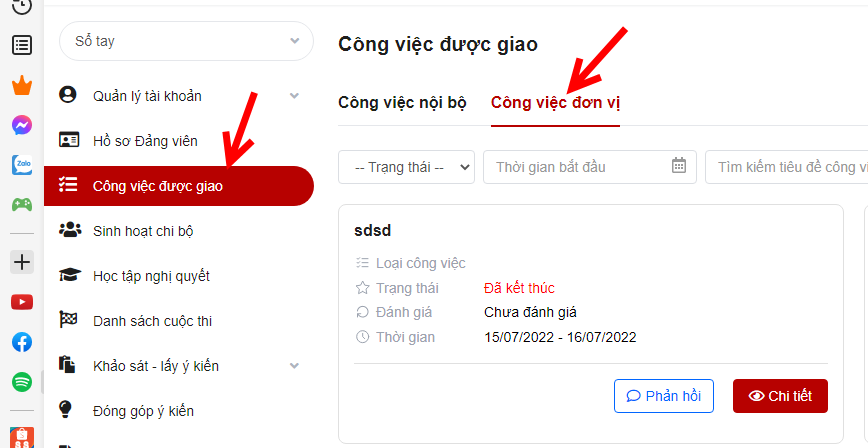 Sổ tay
Quản lý tài khoản
Hồ sơ Đảng viên
Công việc được giao
Sinh hoạt chi bộ
Học tập nghị quyết
Danh sách cuộc thi
Khảo sát - lấy ý kiến
Đóng góp ý kiến
Zalo
Công việc được giao
Công việc nội bộ Công việc đơn vị
-- Trạng thái -- Thời gian bắt đầu Tìm kiếm tiêu đề công vi
sdsd
Loại công việc
Trạng thái Đã kết thúc
Đánh giá Chưa đánh giá
Thời gian 15/07/2022 - 16/07/2022
Phản hồi Chi tiết